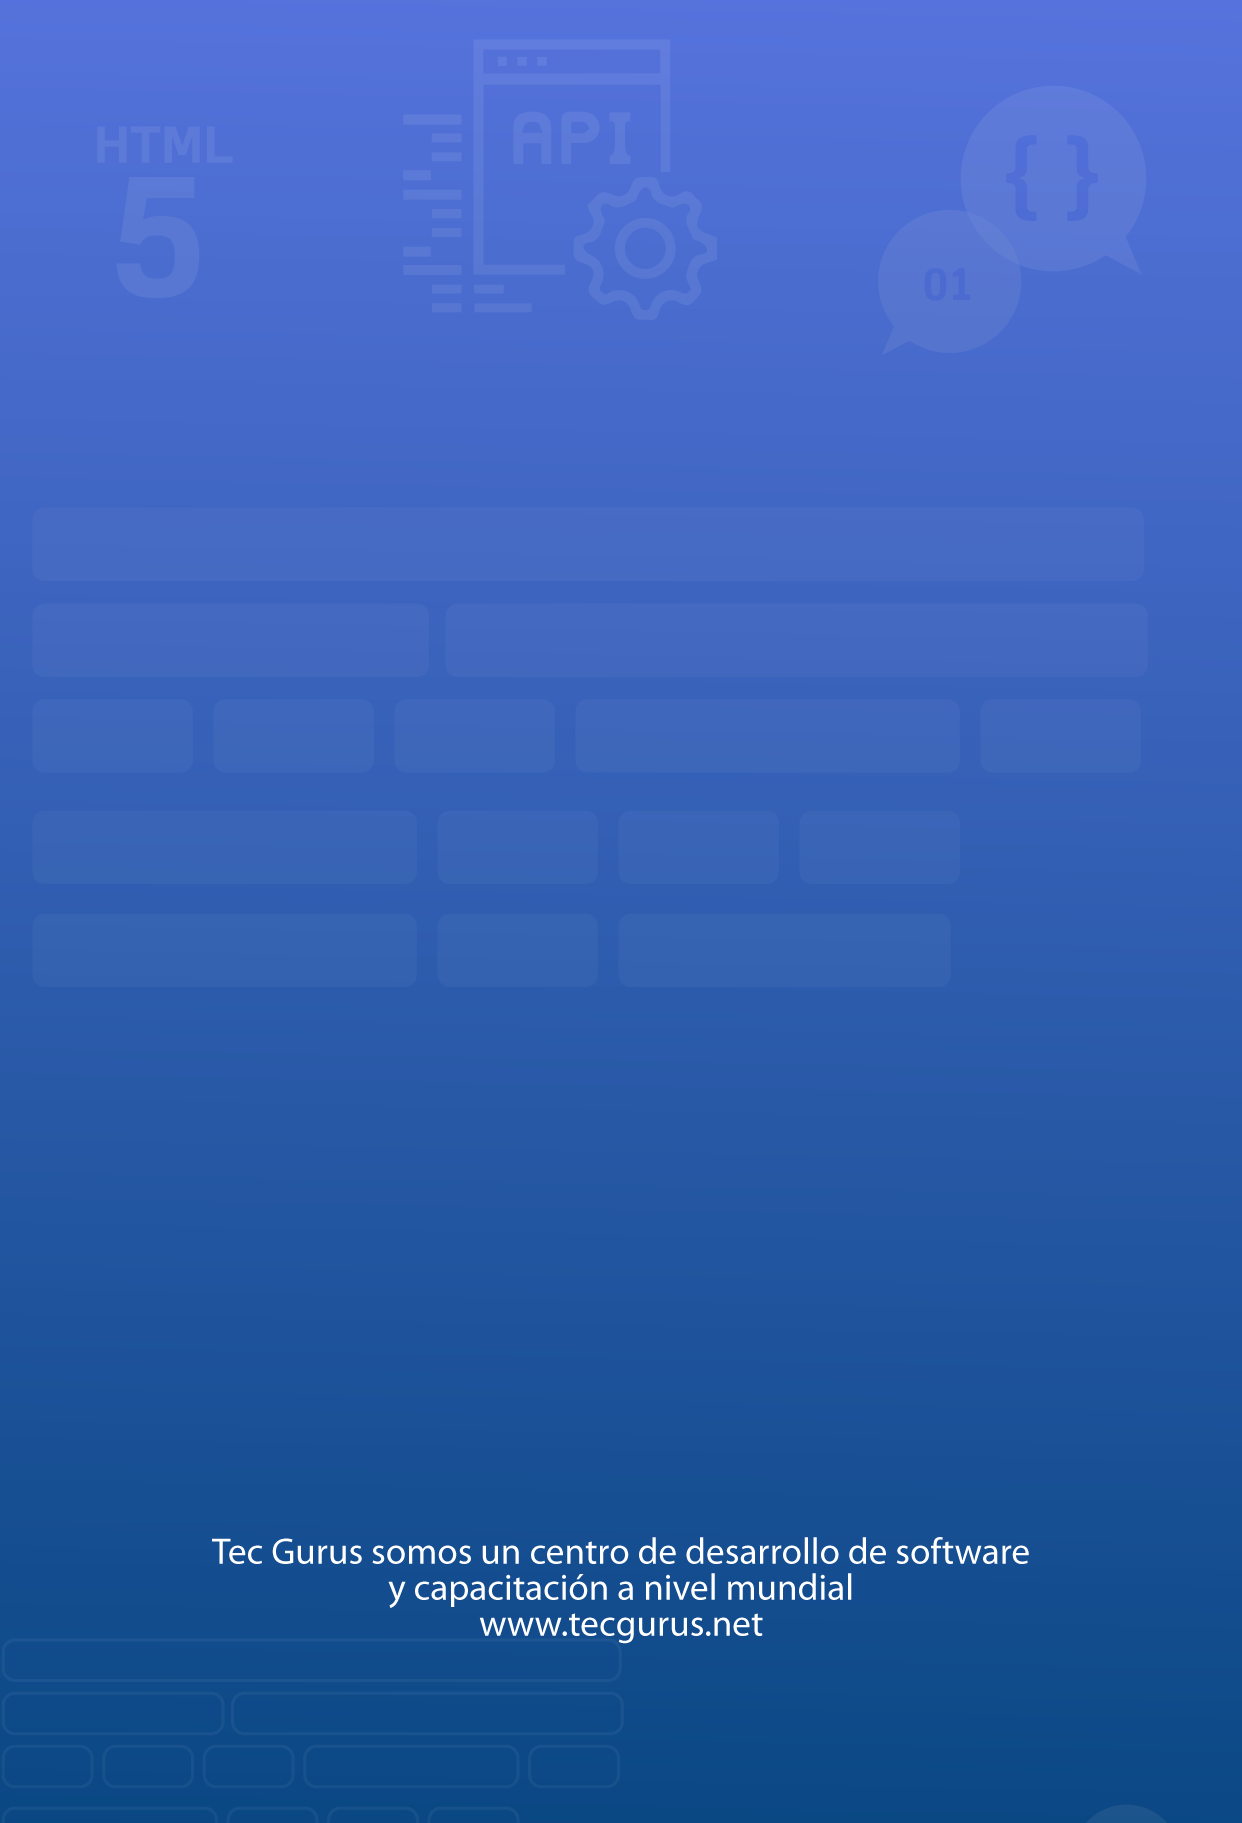 HTML
5
API
{ }
01
Tec Gurus somos un centro de desarrollo de software
y capacitación a nivel mundial
www.tecgurus.net